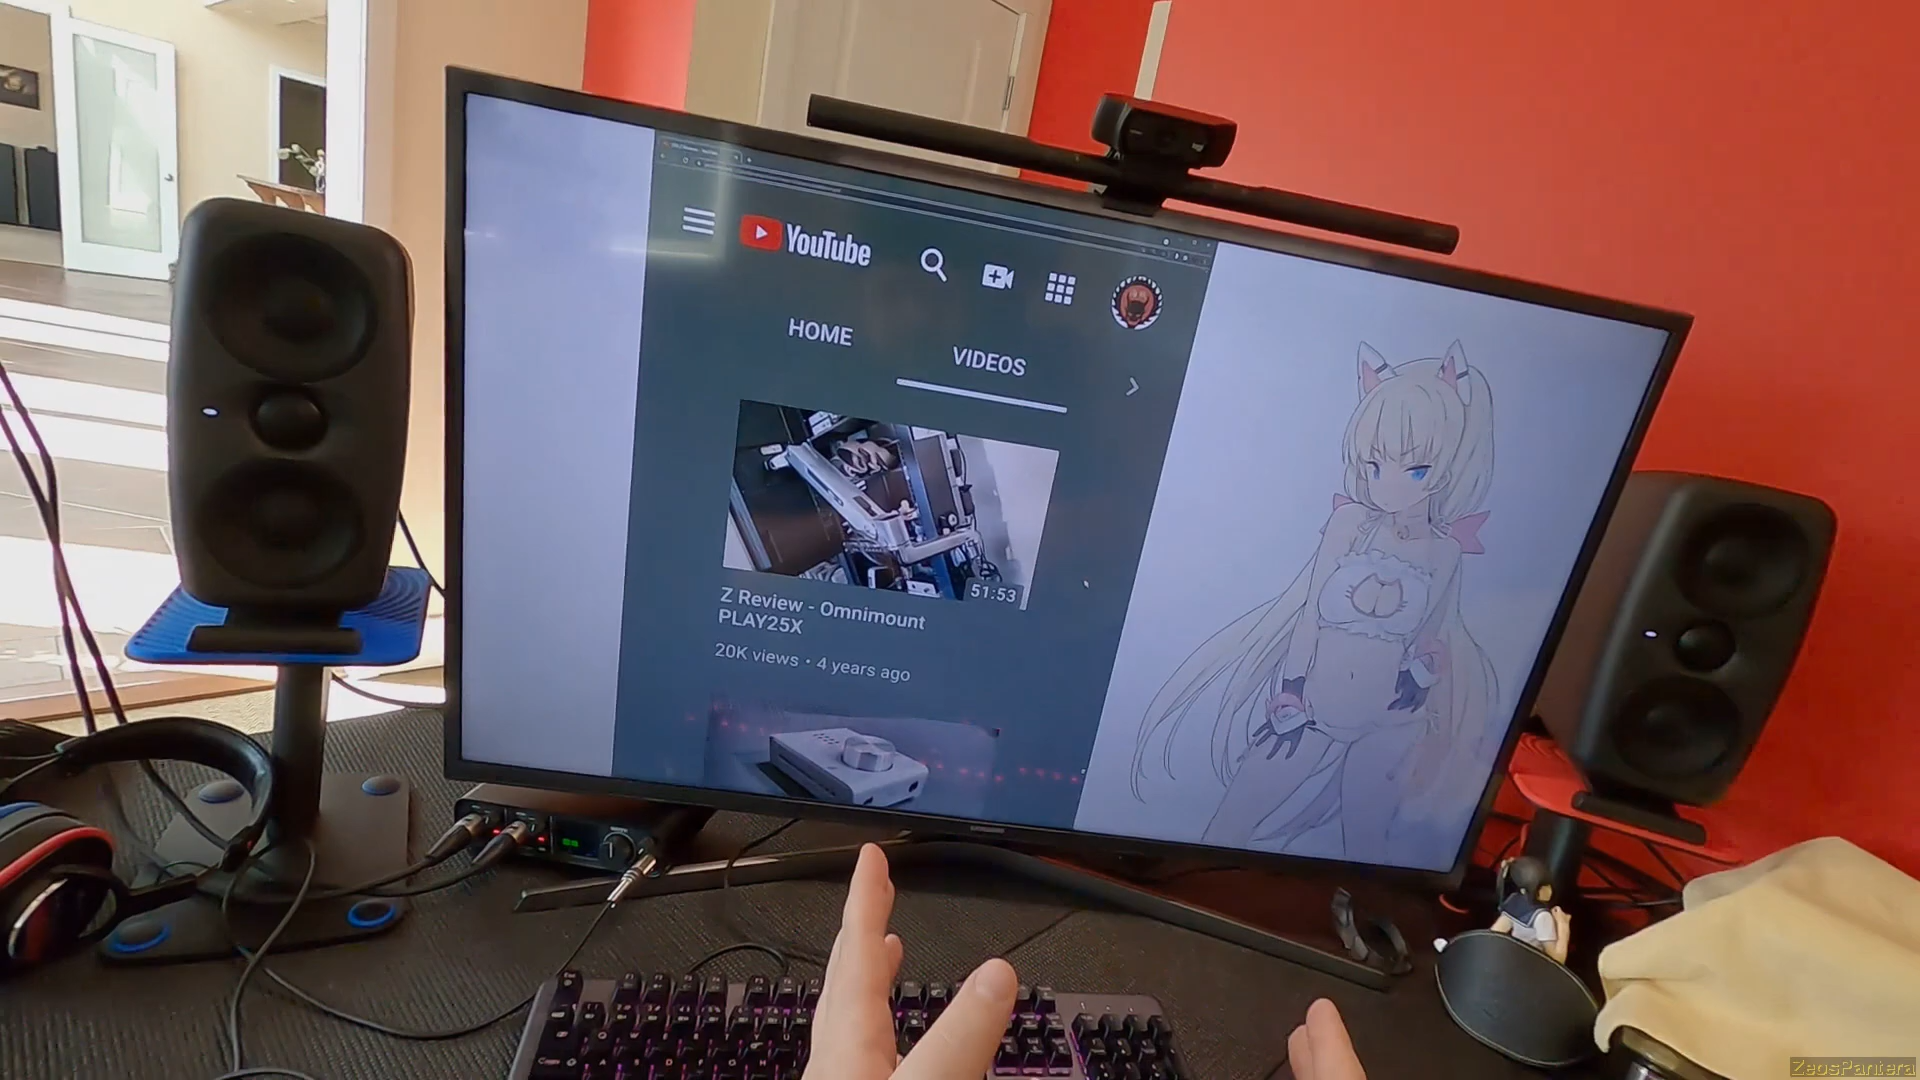 YouTube
HOME
VIDEOS
51:53
Z Review - Omnimount
PLAY25X
20K views • 4 years ago
ZeosPantera